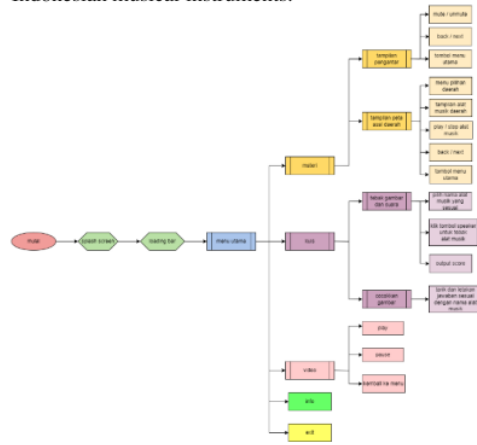 Indonesian musical instruments.
mute / unmute
back / next
tombol menu
utama
tampilan
pengantar
menu pilihan
daerah
tampilan alat
musik daerah
play / stop alat
musik
back / next
tombol menu
utama
tampilan peta
asal daerah
materi
mulai
splash screen
loading bar
menu utama
kuis
tebak gambar
dan suara
pilih nama alat
musik yang
sesuai
klik tombol speaker
untuk
alat musik
output score
cocokkan
gambar
tarik dan letakan
jawaban sesuai
dengan nama alat
musik
video
play
pause
kembali ke menu
info
exit